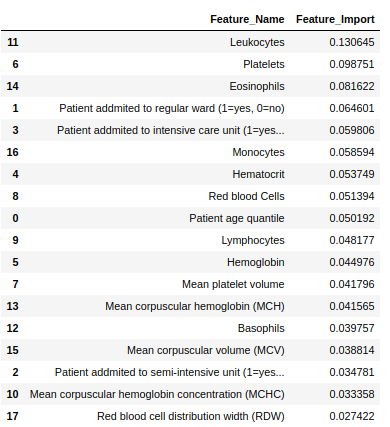 Feature_Name Feature_Import
11 Leukocytes 0.130645
6 Platelets 0.098751
14 Eosinophils 0.081622
1 Patient addmited to regular ward (1=yes, 0=no) 0.064601
3 Patient addmited to intensive care unit (1=yes... 0.059806
16 Monocytes 0.058594
4 Hematocrit 0.053749
8 Red blood Cells 0.051394
0 Patient age quantile 0.050192
9 Lymphocytes 0.048177
5 Hemoglobin 0.044976
7 Mean platelet volume 0.041796
13 Mean corpuscular hemoglobin (MCH) 0.041565
12 Basophils 0.039757
15 Mean corpuscular volume (MCV) 0.038814
2 Patient addmited to semi-intensive unit (1=yes... 0.034781
10 Mean corpuscular hemoglobin concentration (MCHC) 0.033358
17 Red blood cell distribution width (RDW) 0.027422